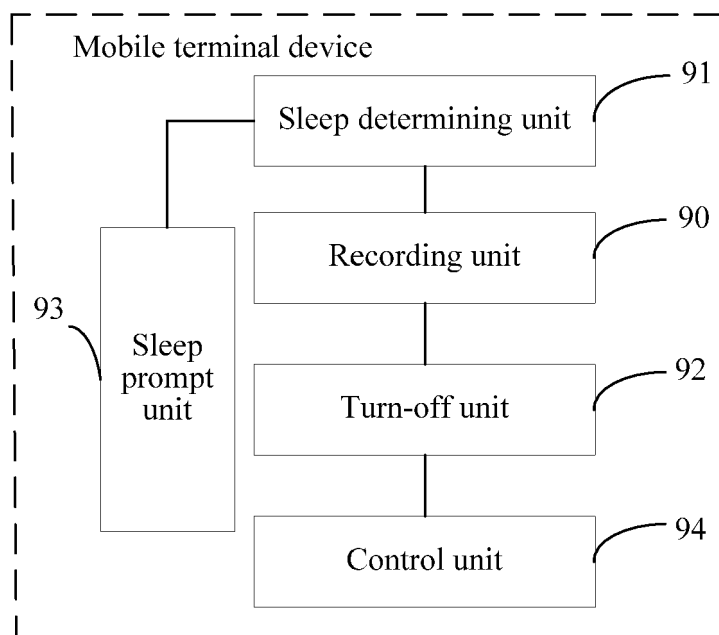 Mobile terminal device
91
Sleep determining unit
90
Recording unit
93
Sleep
prompt
unit
92
Turn-off unit
94
Control unit